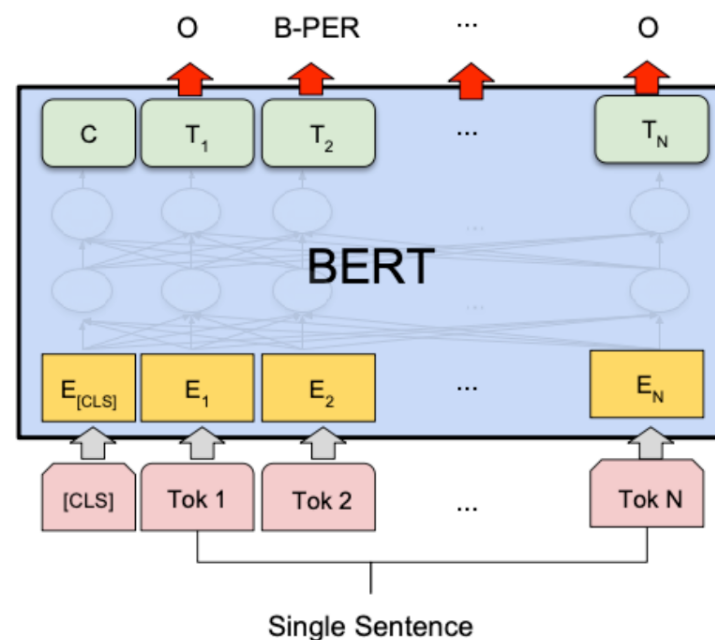 O B-PER ... O
C T1 T2 ... TN
...
BERT
...
E[CLS] E1 E2 ... EN
[CLS] Tok 1 Tok 2 ... Tok N
Single Sentence